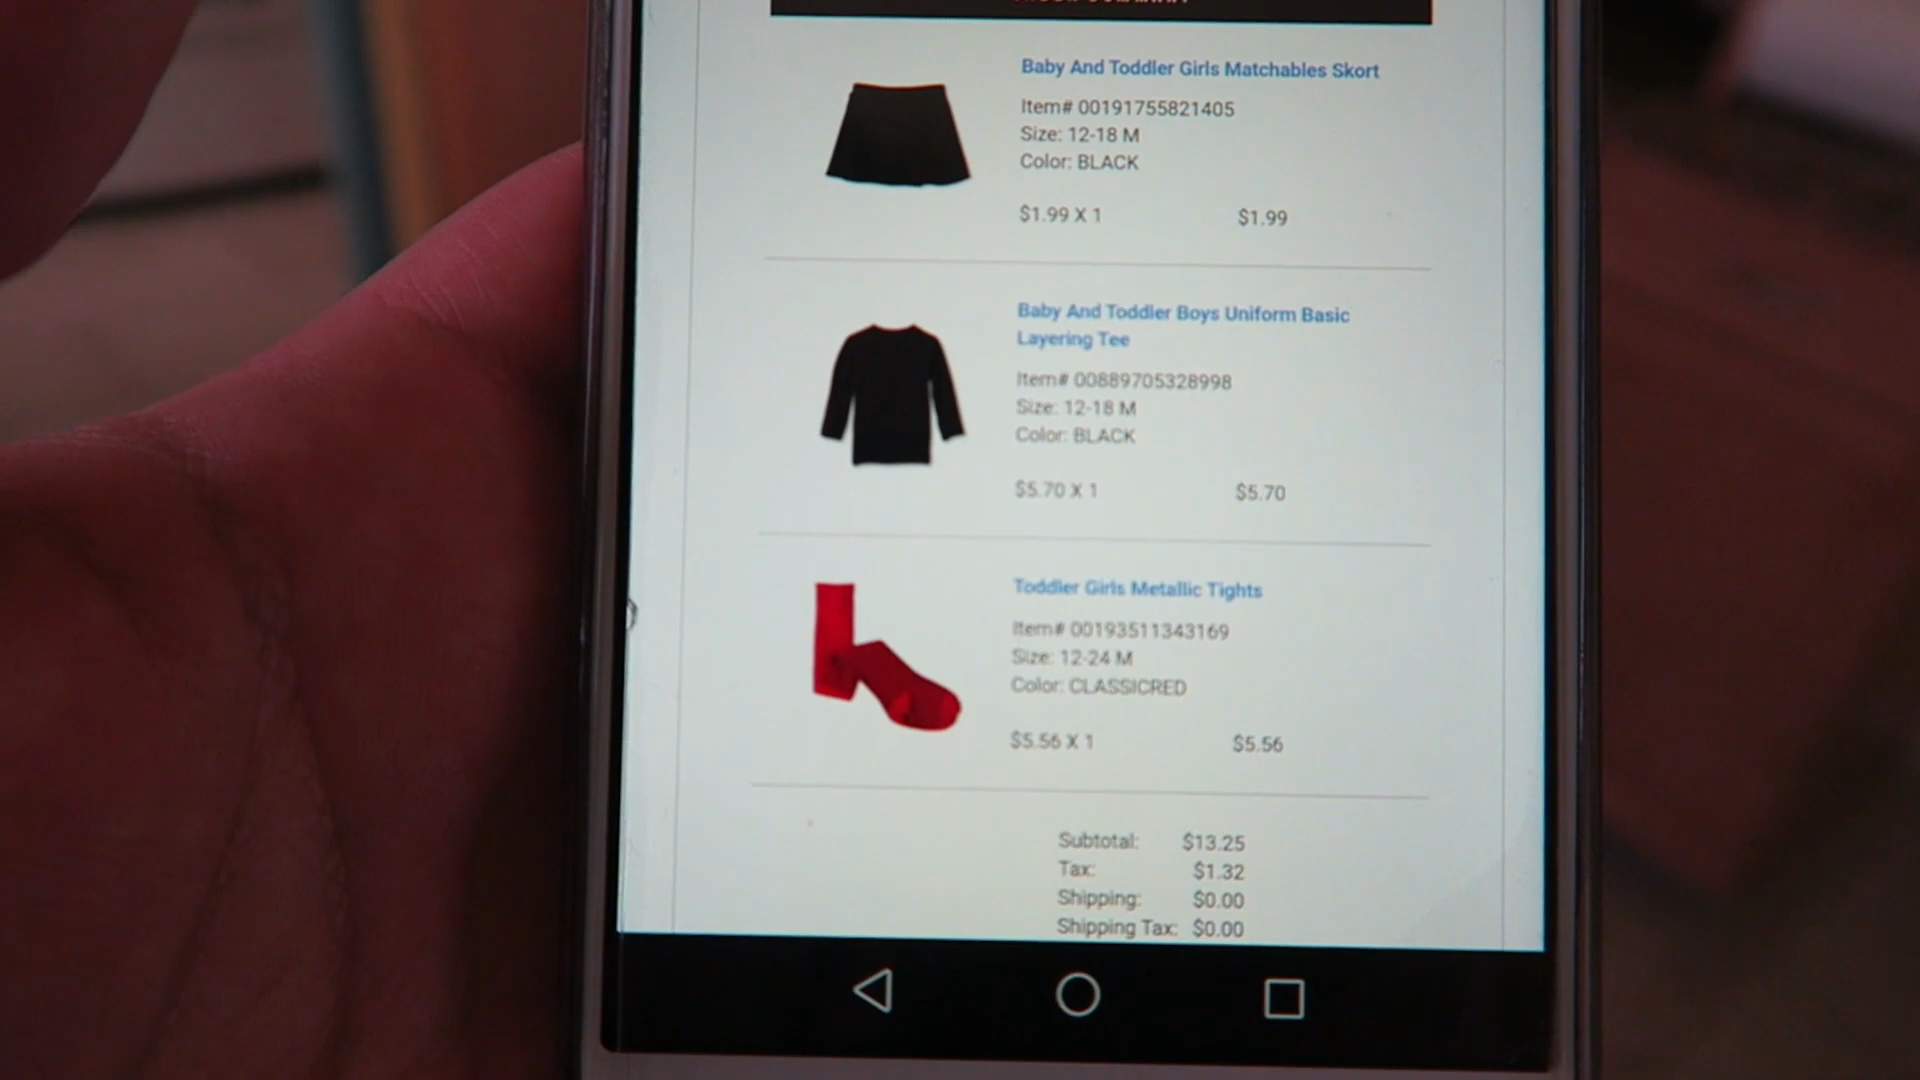 Baby And Toddler Girls Matchables Skort
Item# 00191755821405
Size: 12-18 M
Color: BLACK
$1.99 X 1 $1.99
Baby And Toddler Boys Uniform Basic
Layering Tee
Item# 00889705328998
Size: 12-18 M
Color: BLACK
$5.70 X 1 $5.70
Toddler Girls Metallic Tights
Item# 00193511343169
Size: 12-24 M
Color: CLASSICRED
$5.56 X 1 $5.56
Subtotal: $13.25
Tax: $1.32
Shipping: $0.00
Shipping Tax: $0.00